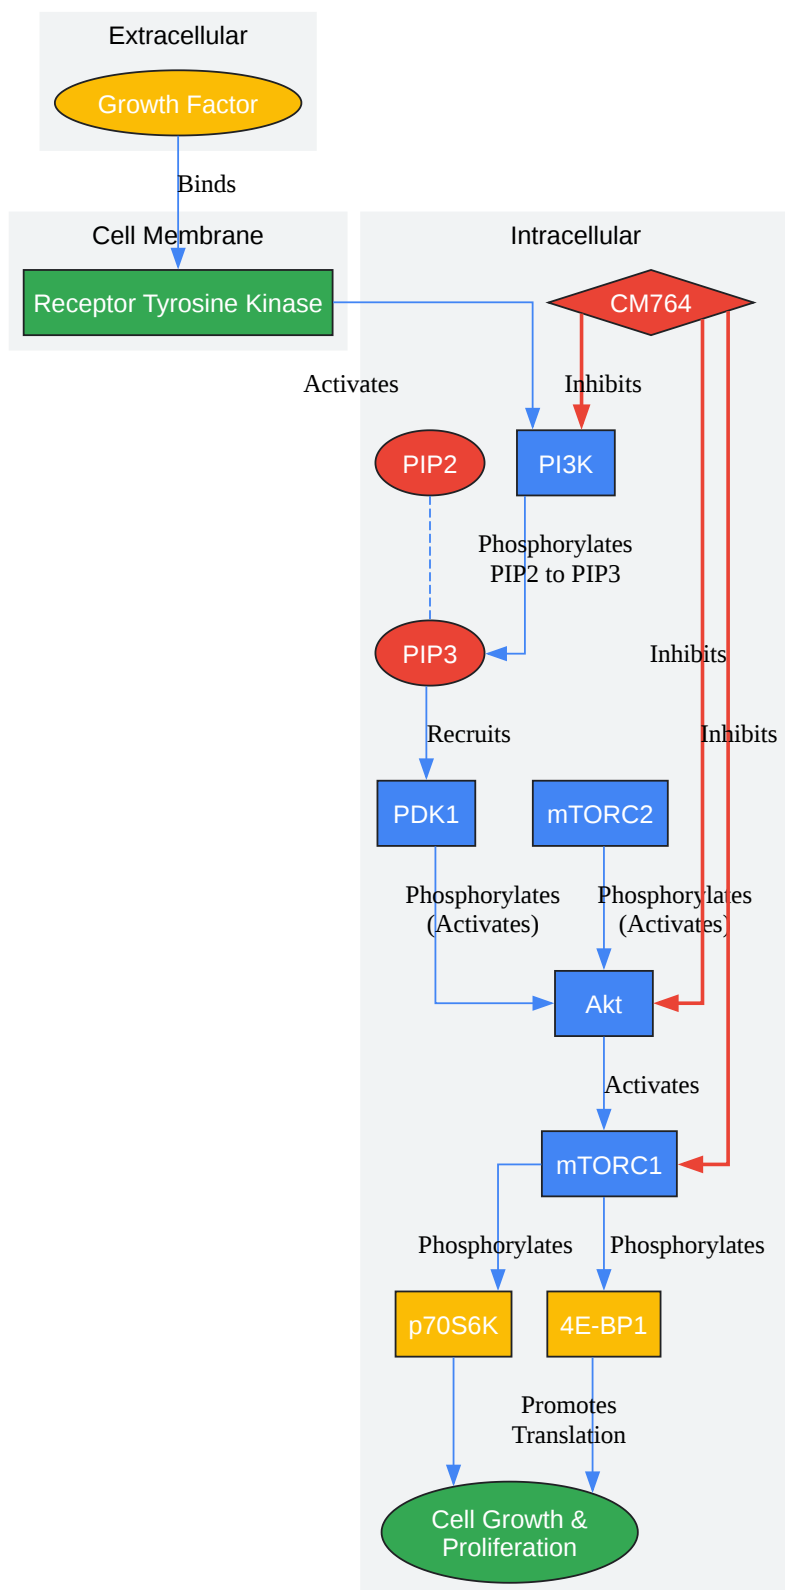 Extracellular
Growth Factor
Binds
Cell Membrane
Receptor Tyrosine Kinase
Intracellular
CM764
Activates
Inhibits
PIP2
PI3K
Phosphorylates
PIP2 to PIP3
PIP3
Inhibits
Recruits
Inhibits
PDK1
mTORC2
Phosphorylates
(Activates)
Phosphorylates
(Activates)
Akt
Activates
mTORC1
Phosphorylates
Phosphorylates
p70S6K
4E-BP1
Promotes
Translation
Cell Growth &
Proliferation